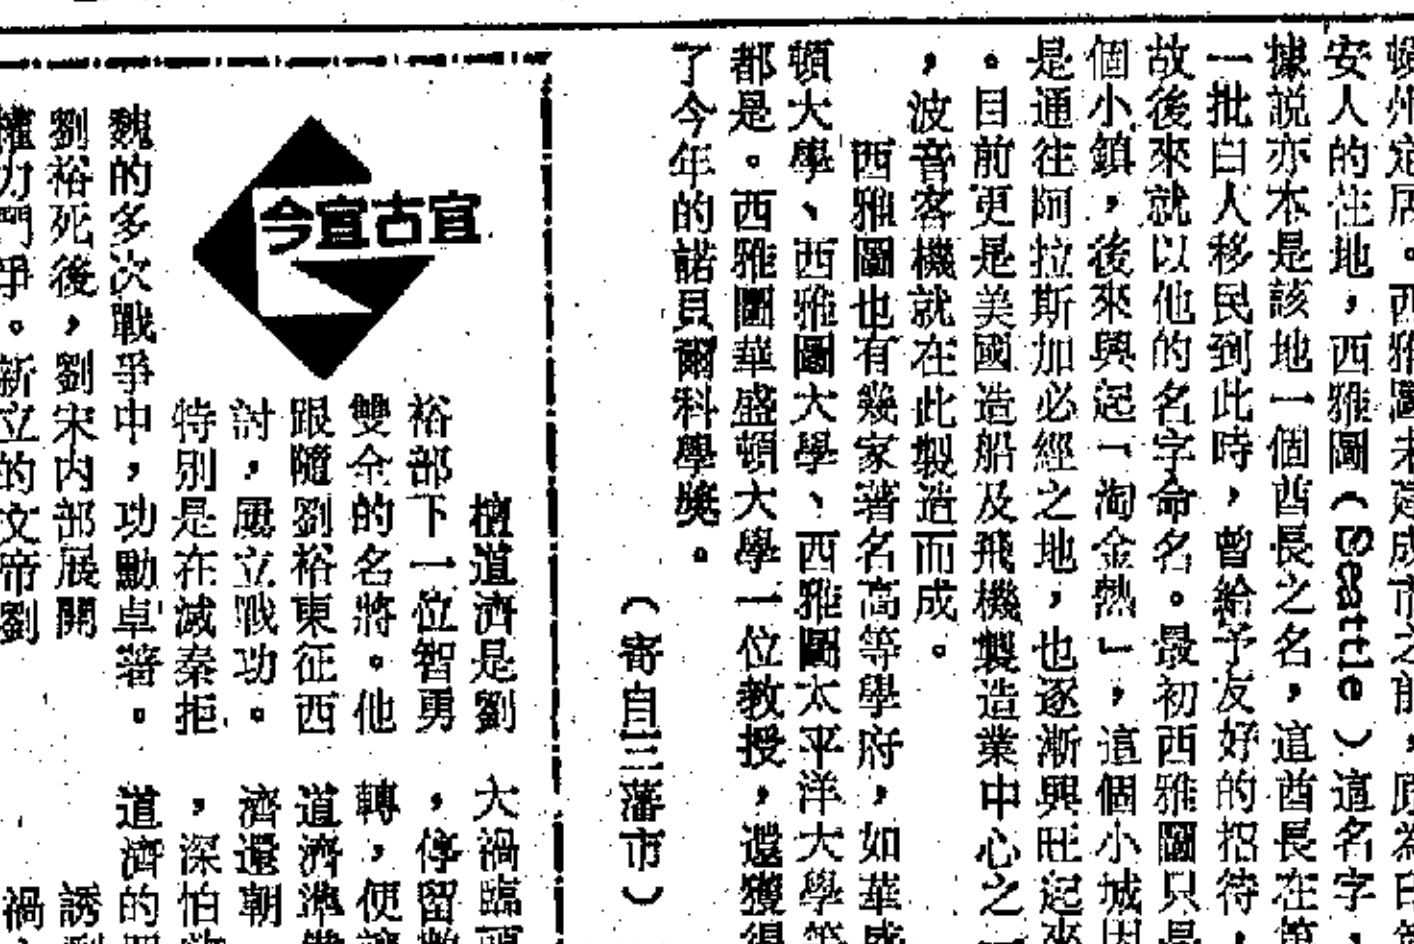 頓州定居。西雅圖未建成市之前，原為印第
安人的住地，西雅圖（Seattle）這名字，
據説亦本是該地一個酋長之名，這酋長在第
一批白人移民到此時，曾給予友好的招待，
故後來就以他的名字命名。最初西雅圖只是
個小鎮，後來興起「淘金熱」，這個小城因
是通往阿拉斯加必經之地，也逐漸興旺起來
。目前更是美國造船及飛機製造業中心之一
，波音客機就在此製造而成。
西雅圖也有幾家著名高等學府，如華盛
頓大學、西雅圖大學、西雅圖太平洋大學等
都是。西雅圖華盛頓大學一位教授，還獲得
了今年的諾貝爾科學獎。
（寄自三藩市）
宜古宜今
檀道濟是劉
裕部下一位智勇
雙全的名將。他
跟隨劉裕東征西
討，屢立戰功。
特別是在滅秦拒
魏的多次戰爭中，功勳卓著。
劉裕死後，劉宋内部展開
權力鬥爭。新立的文帝劉
大禍臨頭
，停留數
轉，便讓
道濟準備
濟還朝
，深怕
道濟的
誘到
禍